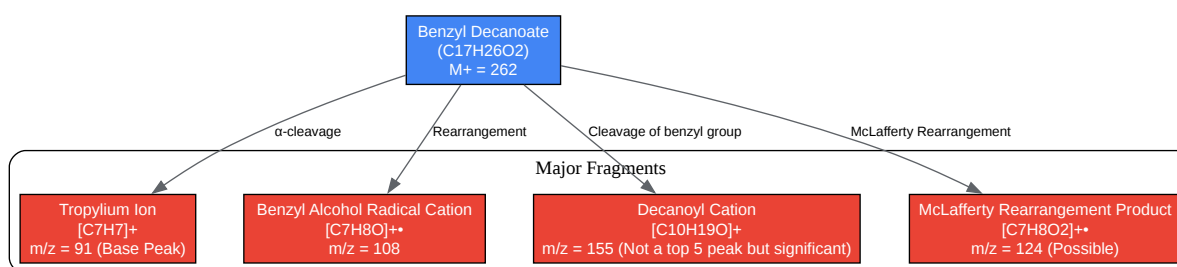 Benzyl Decanoate
(C17H26O2)
M+ = 262
α-cleavage
Rearrangement
Cleavage of benzyl group
McLafferty Rearrangement
Major Fragments
Tropylium Ion
[C7H7]+
m/z = 91 (Base Peak)
Benzyl Alcohol Radical Cation
[C7H8O]+•
m/z = 108
Decanoyl Cation
[C10H19O]+
m/z = 155 (Not a top 5 peak but significant)
McLafferty Rearrangement Product
[C7H8O2]+•
m/z = 124 (Possible)